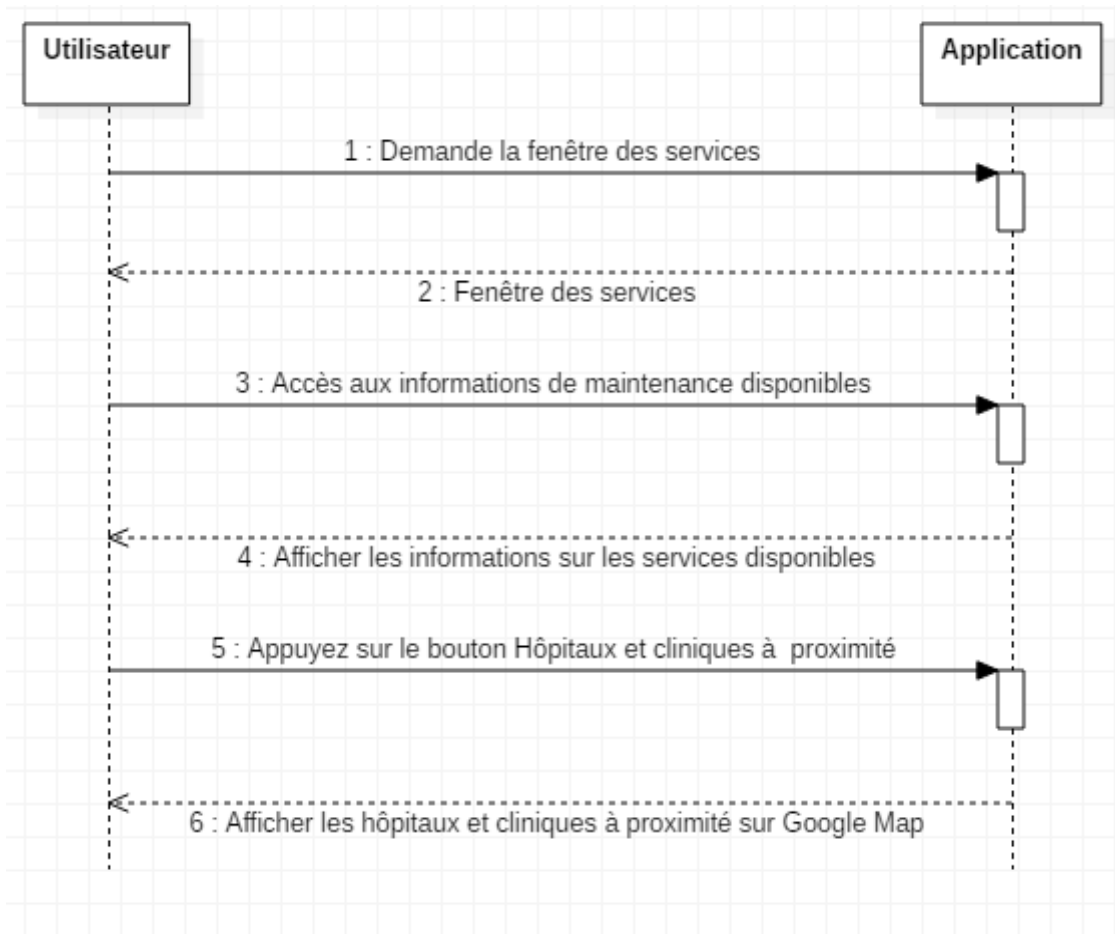 Utilisateur
Application
1 : Demande la fenêtre des services
2 : Fenêtre des services
3 : Accès aux informations de maintenance disponibles
4 : Afficher les informations sur les services disponibles
5 : Appuyez sur le bouton Hôpitaux et cliniques à  proximité
6 : Afficher les hôpitaux et cliniques à proximité sur Google Map